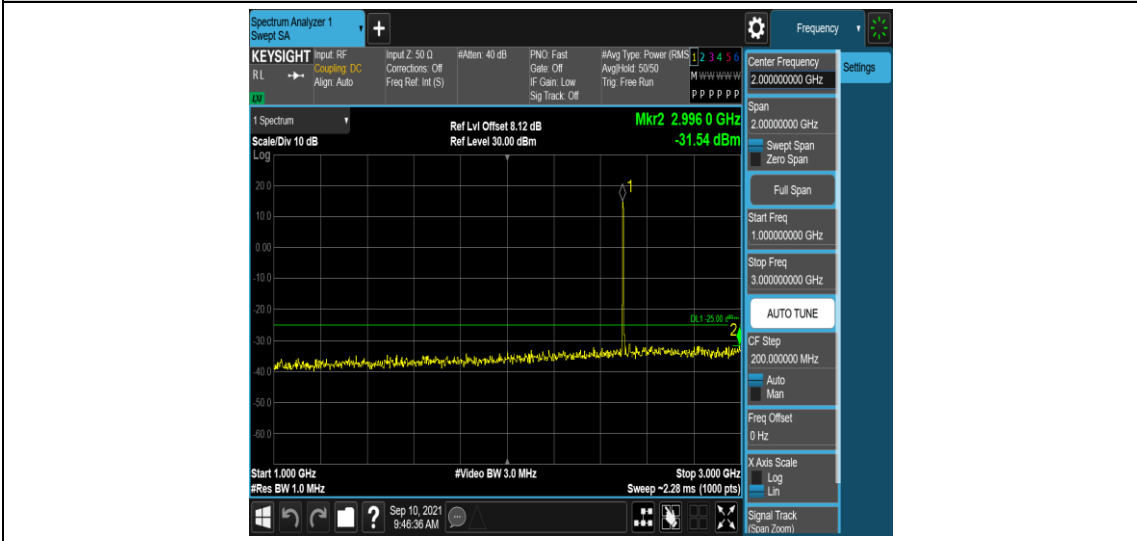 Spectrum Analyzer 1
Swept SA
+
Frequency
KEYSIGHT
RL
Input: RF
Coupling: DC
Align: Auto
Input Z: 50 Ω
Corrections: Off
Freq Ref: Int (S)
#Atten: 40 dB
PNO: Fast
Gate: Off
IF Gain: Low
Sig Track: Off
#Avg Type: Power (RMS
Avg|Hold: 50/50
Trig: Free Run
1 2 3 4 5 6
M W W W W W
P P P P P P
1 Spectrum
Scale/Div 10 dB
Log
Ref Lvl Offset 8.12 dB
Ref Level 30.00 dBm
Mkr2 2.996 0 GHz
-31.54 dBm
20.0
10.0
0.00
-10.0
-20.0
-30.0
-40.0
-50.0
-60.0
1
DL1 -25.00 dBm
2
Start 1.000 GHz
#Res BW 1.0 MHz
#Video BW 3.0 MHz
Stop 3.000 GHz
Sweep ~2.28 ms (1000 pts)
?
Sep 10, 2021
9:46:36 AM
Center Frequency
2.000000000 GHz
Span
2.00000000 GHz
Swept Span
Zero Span
Full Span
Start Freq
1.000000000 GHz
Stop Freq
3.000000000 GHz
AUTO TUNE
CF Step
200.000000 MHz
Auto
Man
Freq Offset
0 Hz
X Axis Scale
Log
Lin
Signal Track
(Span Zoom)
Settings